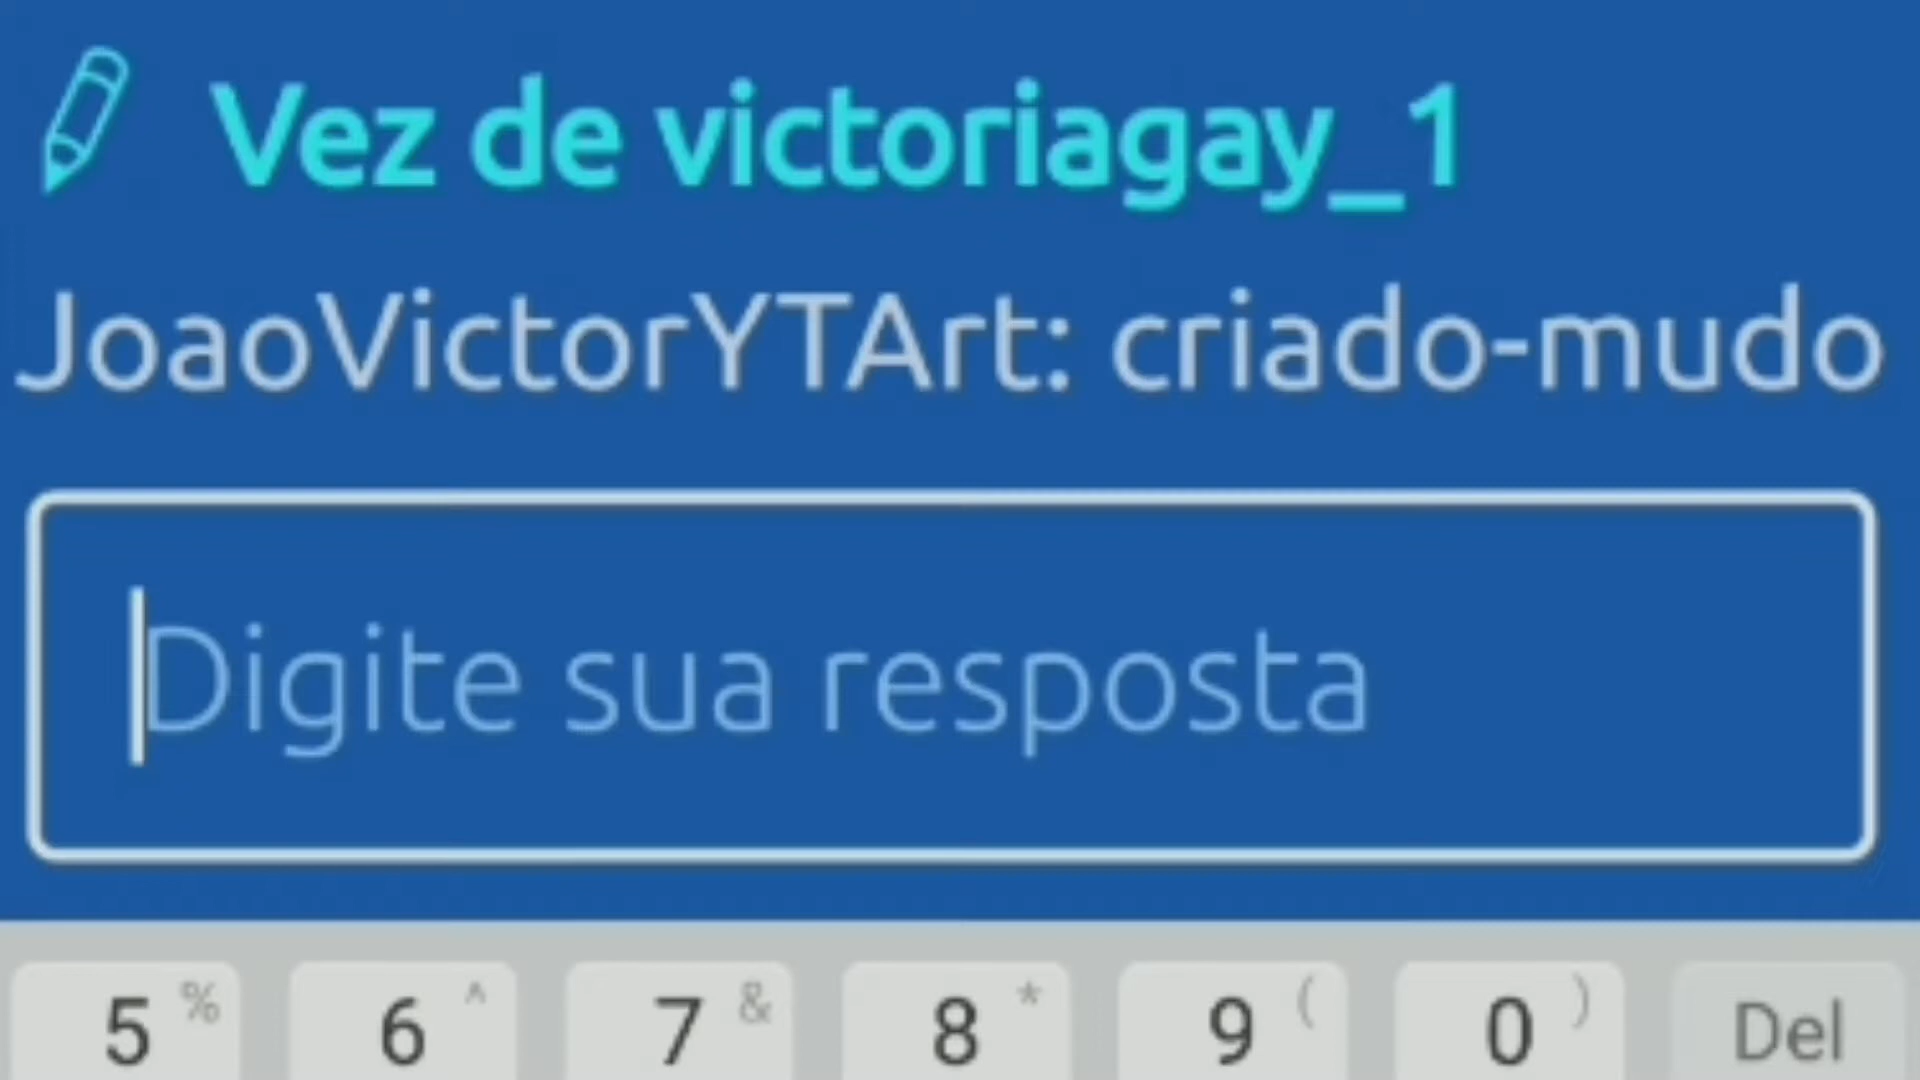 Vez de victoriagay_1
JoaoVictorYTArt: criado-mudo
Digite sua resposta
5 % 6 ^ 7 & 8 * 9 ( 0 ) Del